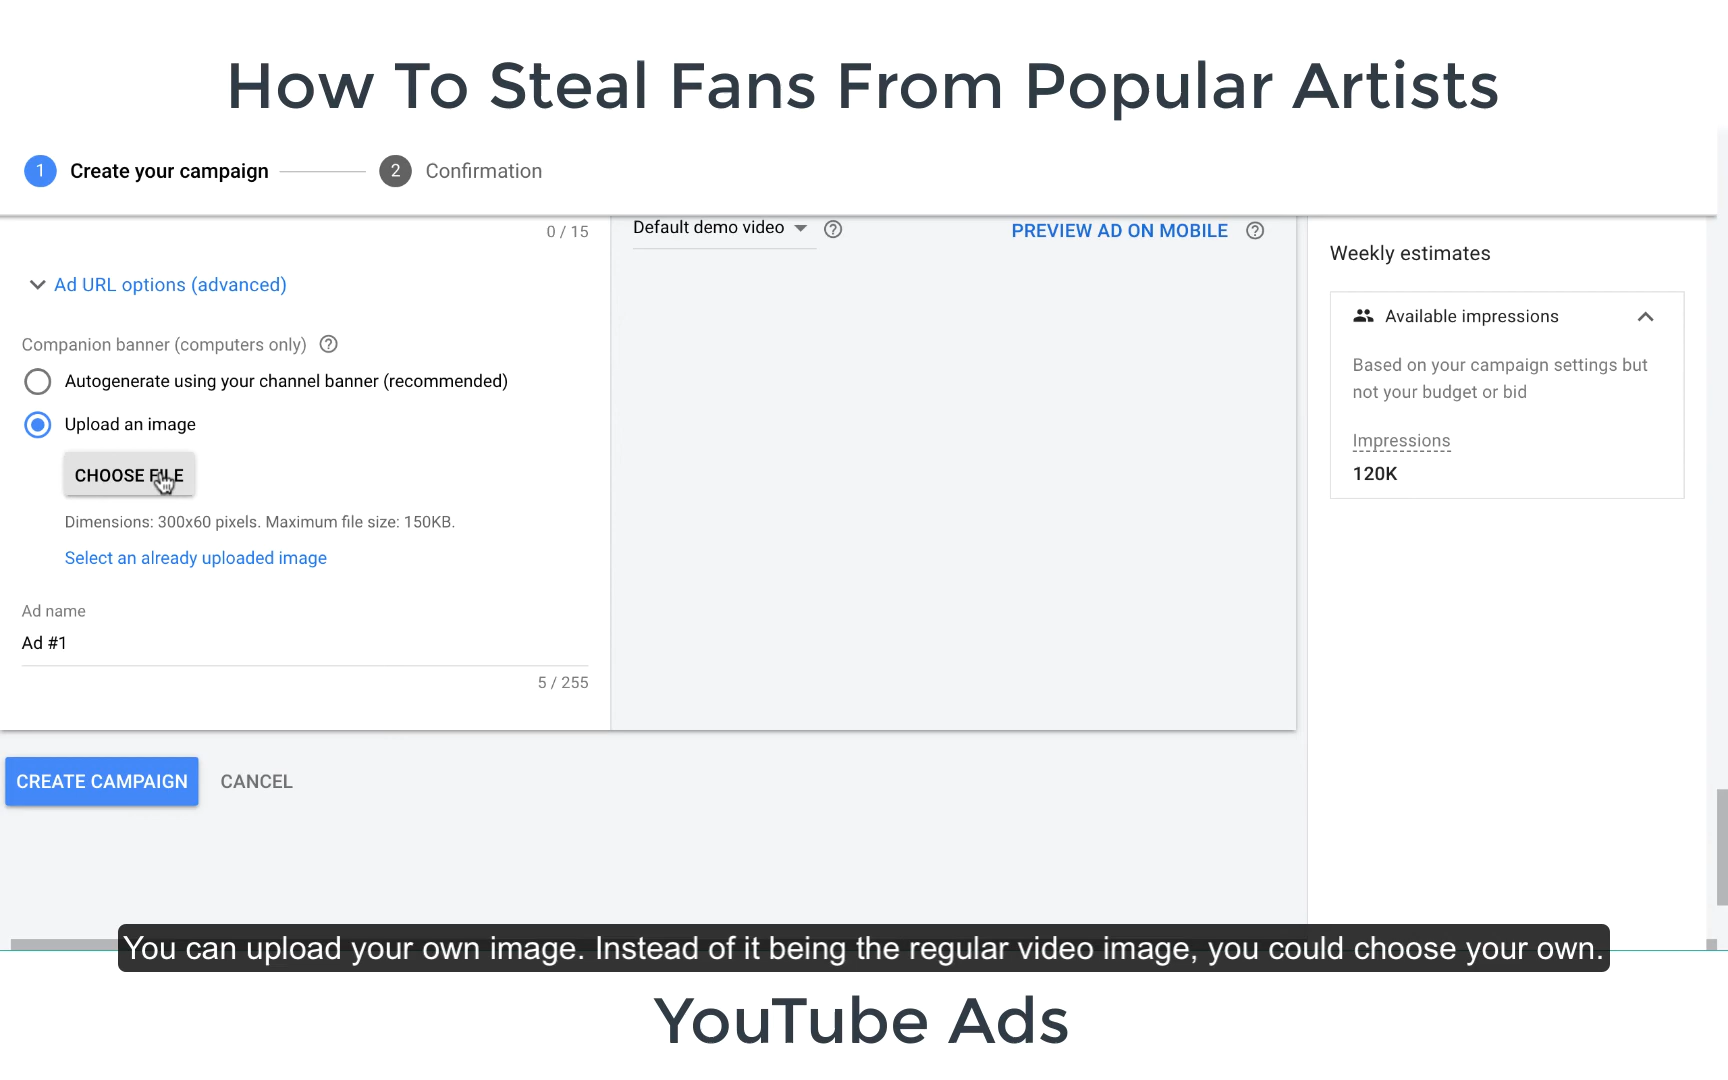 How To Steal Fans From Popular Artists
1 Create your campaign 2 Confirmation
0 / 15
Default demo video
PREVIEW AD ON MOBILE
Weekly estimates
Ad URL options (advanced)
Available impressions
Companion banner (computers only)
Based on your campaign settings but
not your budget or bid
Autogenerate using your channel banner (recommended)
Upload an image
Impressions
120K
CHOOSE FILE
Dimensions: 300x60 pixels. Maximum file size: 150KB.
Select an already uploaded image
Ad name
Ad #1
5 / 255
CREATE CAMPAIGN CANCEL
You can upload your own image. Instead of it being the regular video image, you could choose your own.
YouTube Ads